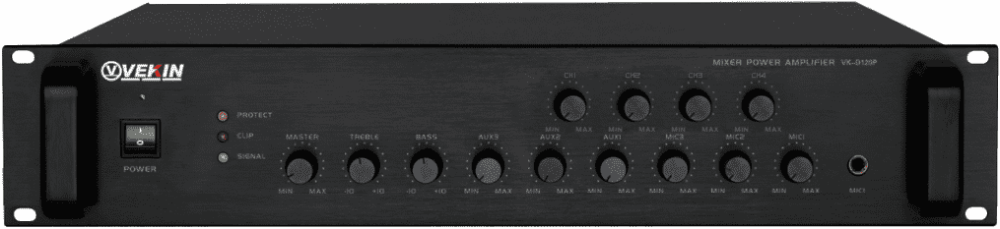 VEKIN
MIXER POWER AMPLIFIER VK-D120P
CH1 CH2 CH3 CH4
MIN MAX MIN MAX MIN MAX MIN MAX
PROTECT
CLIP
SIGNAL
POWER
MASTER TREBLE BASS AUX3 AUX2 AUX1 MIC3 MIC2 MIC1
MIN MAX -10 +10 -10 +10 MIN MAX MIN MAX MIN MAX MIN MAX MIN MAX MIN MAX
MIC1